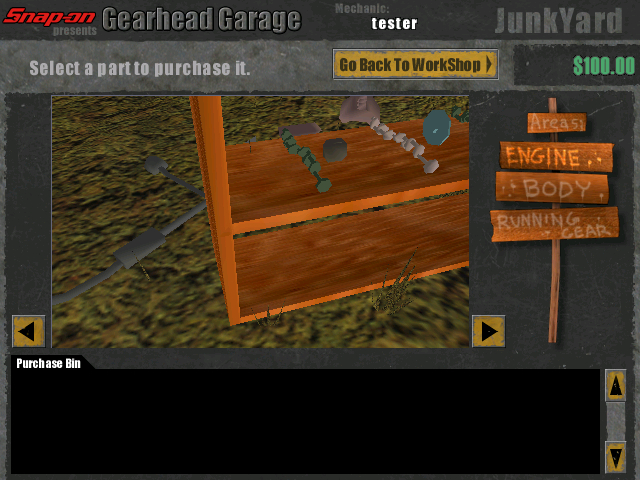 Snap-on
presents
Gearhead Garage
Mechanic:
tester
JunkYard
Select a part to purchase it.
Go Back To WorkShop
$100.00
Areas:
ENGINE
BODY
RUNNING
GEAR
Purchase Bin